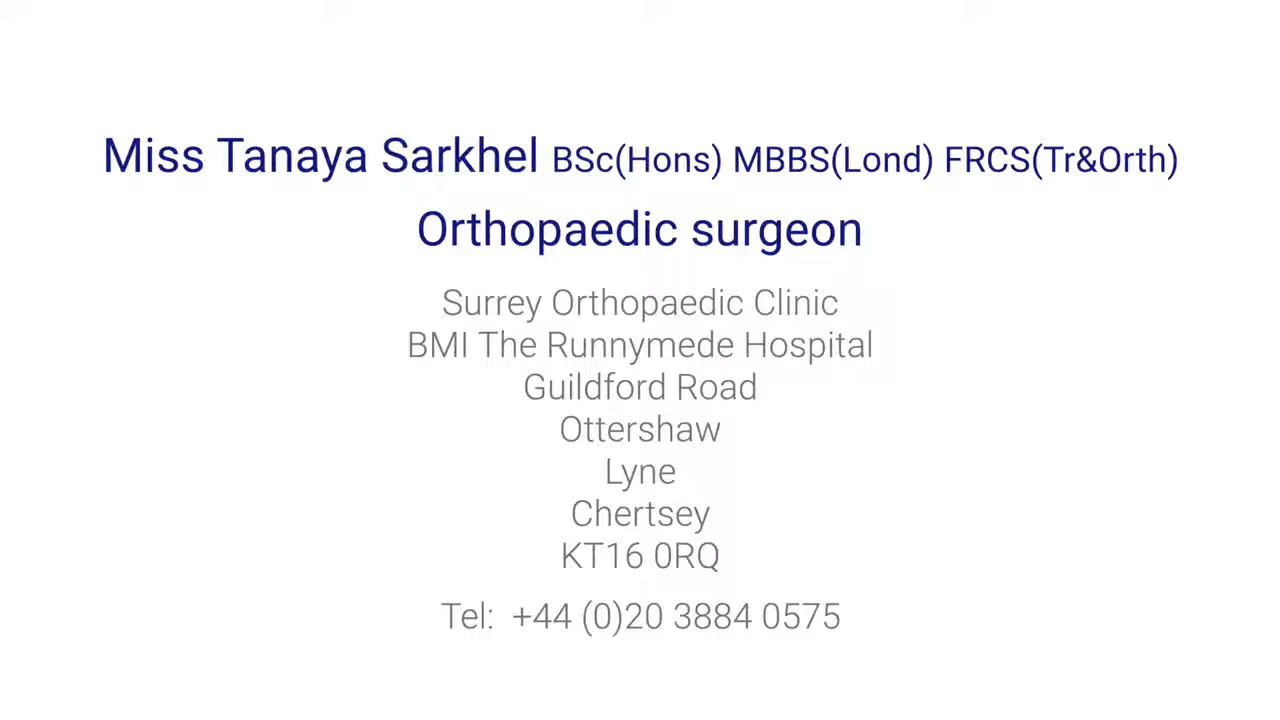 Miss Tanaya Sarkhel BSc(Hons) MBBS(Lond) FRCS(Tr&Orth)
Orthopaedic surgeon
Surrey Orthopaedic Clinic
BMI The Runnymede Hospital
Guildford Road
Ottershaw
Lyne
Chertsey
KT16 0RQ
Tel:  +44 (0)20 3884 0575